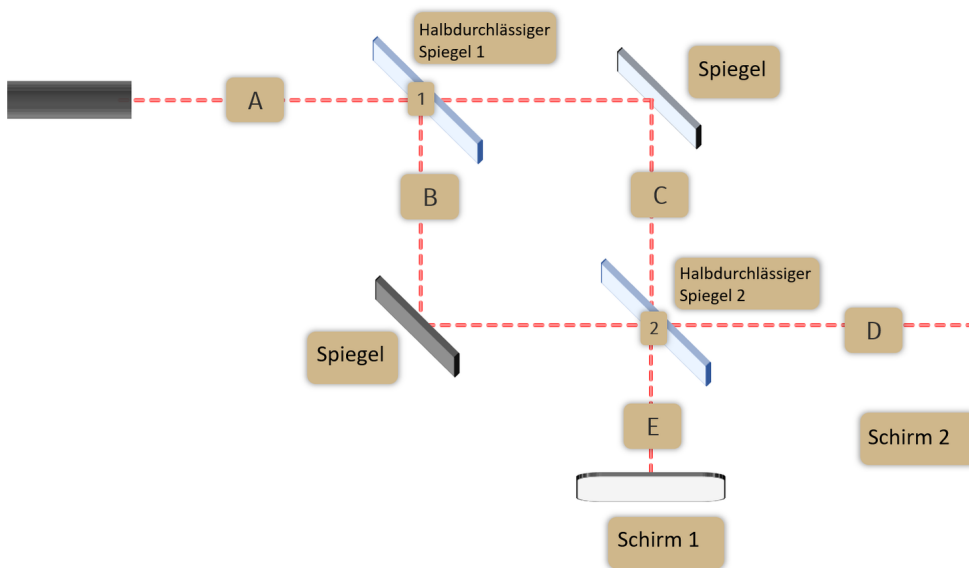 Halbdurchlässiger
Spiegel 1
Spiegel
A
1
B
C
Halbdurchlässiger
Spiegel 2
2
D
Spiegel
E
Schirm 2
Schirm 1